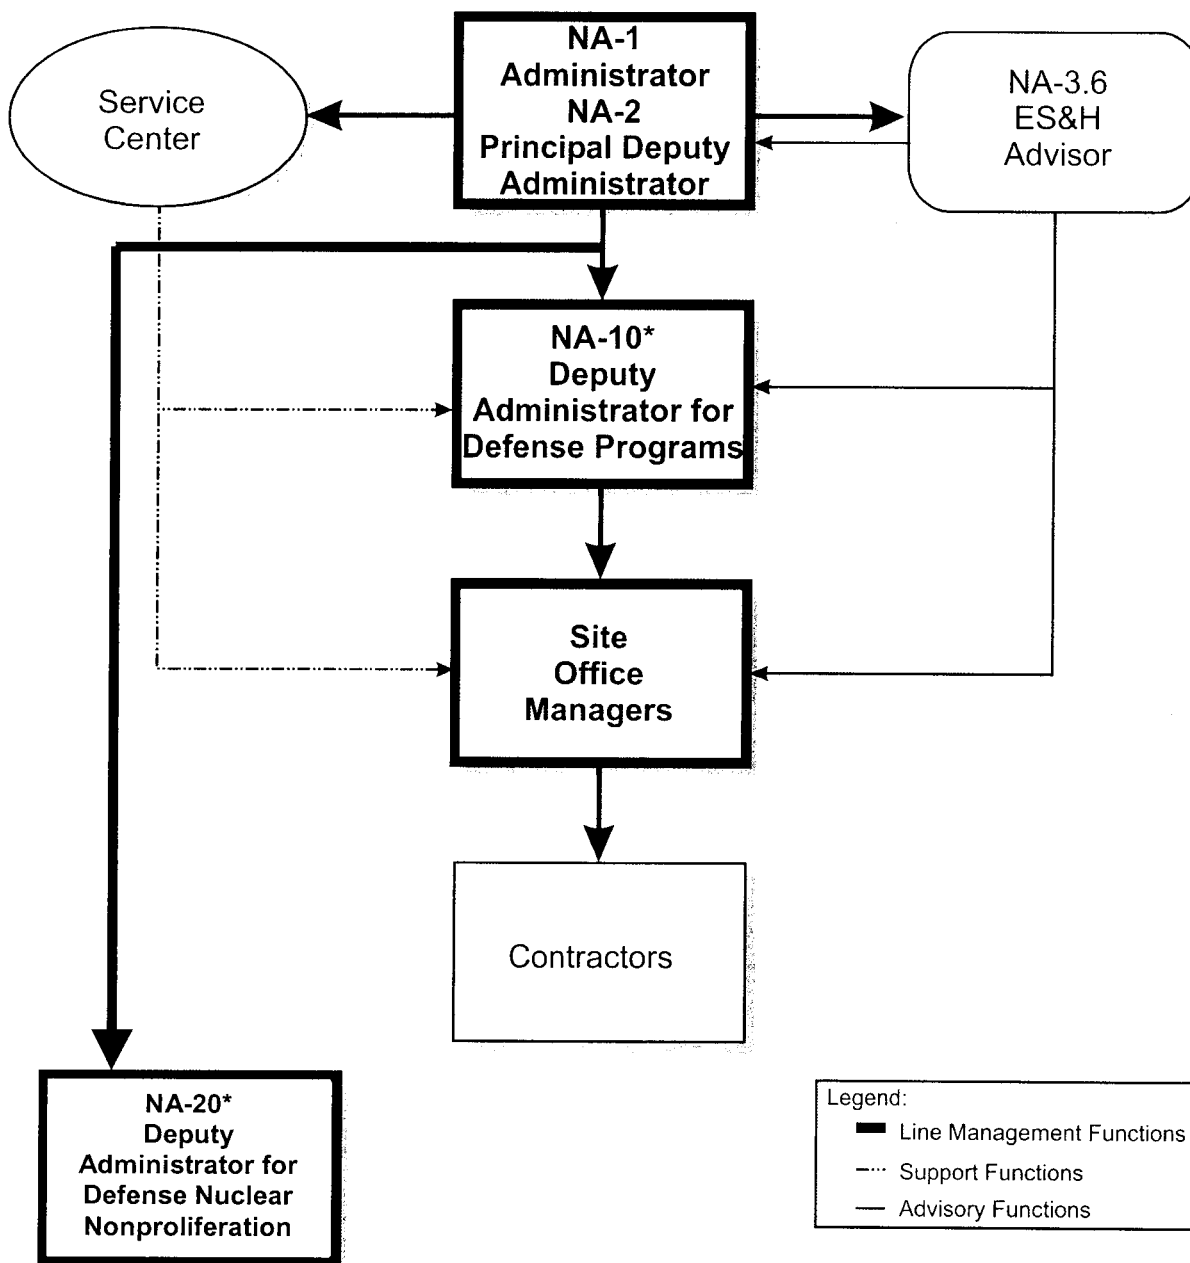 Service
Center
NA-1
Administrator
NA-2
Principal Deputy
Administrator
NA-3.6
ES&H
Advisor
NA-10*
Deputy
Administrator for
Defense Programs
Site
Office
Managers
Contractors
NA-20*
Deputy
Administrator for
Defense Nuclear
Nonproliferation
Legend:
Line Management Functions
Support Functions
Advisory Functions